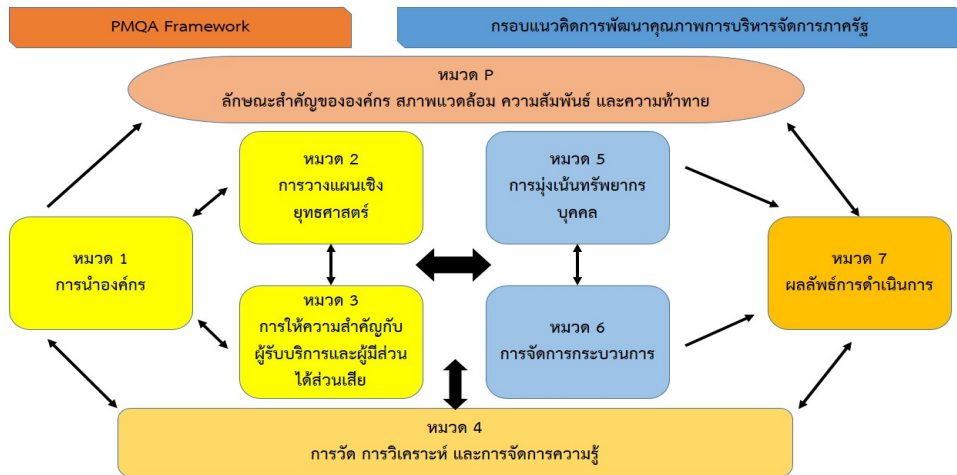 PMQA Framework
กรอบแนวคิดการพัฒนาคุณภาพการบริหารจัดการภาครัฐ
หมวด P
ลักษณะสำคัญขององค์กร สภาพแวดล้อม ความสัมพันธ์ และความท้าทาย
หมวด 2
การวางแผนเชิง
ยุทธศาสตร์
หมวด 5
การมุ่งเน้นทรัพยากร
บุคคล
หมวด 1
การนำองค์กร
หมวด 7
ผลลัพธ์การดำเนินการ
หมวด 3
การให้ความสำคัญกับ
ผู้รับบริการและผู้มีส่วน
ได้ส่วนเสีย
หมวด 6
การจัดการกระบวนการ
หมวด 4
การวัด การวิเคราะห์ และการจัดการความรู้